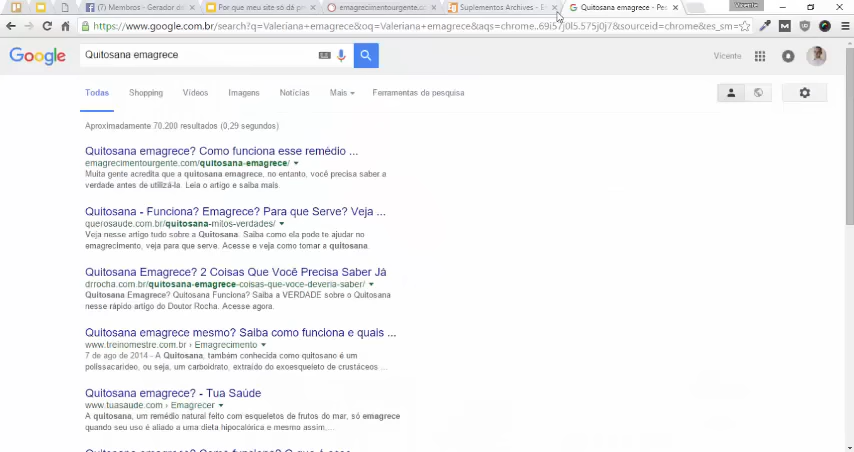 Vicente
(7) Membros - Gerador do
Por que meu site só dá p
emagrecimentourgente.co
Suplementos Archives - E
Quitosana emagrece - Pes
https://www.google.com.br/search?q=Valeriana+emagrece&oq=Valeriana+emagrece&aqs=chrome..69i57j0l5.575j0j7&sourceid=chrome&es_sm=
Google
Quitosana emagrece
Vicente
Todas Shopping Vídeos Imagens Notícias Mais Ferramentas de pesquisa
Aproximadamente 70.200 resultados (0,29 segundos)
Quitosana emagrece? Como funciona esse remédio ...
emagrecimentourgente.com/quitosana-emagrece/
Muita gente acredita que a quitosana emagrece, no entanto, você precisa saber a
verdade antes de utilizá-la. Leia o artigo e saiba mais.
Quitosana - Funciona? Emagrece? Para que Serve? Veja ...
querosaude.com.br/quitosana-mitos-verdades/
Veja nesse artigo tudo sobre a Quitosana. Saiba como ela pode te ajudar no
emagrecimento, veja para que serve. Acesse e veja como tomar a quitosana.
Quitosana Emagrece? 2 Coisas Que Você Precisa Saber Já
drrocha.com.br/quitosana-emagrece-coisas-que-voce-deveria-saber/
Quitosana Emagrece? Quitosana Funciona? Saiba a VERDADE sobre o Quitosana
nesse rápido artigo do Doutor Rocha. Acesse agora.
Quitosana emagrece mesmo? Saiba como funciona e quais ...
www.treinomestre.com.br › Emagrecimento
7 de ago de 2014 - A Quitosana, também conhecida como quitosano é um
polissacarídeo, ou seja, um carboidrato, extraído do exoesqueleto de crustáceos ...
Quitosana emagrece? - Tua Saúde
www.tuasaude.com › Emagrecer
A quitosana, um remédio natural feito com esqueletos de frutos do mar, só emagrece
quando seu uso é aliado a uma dieta hipocalórica e mesmo assim,...